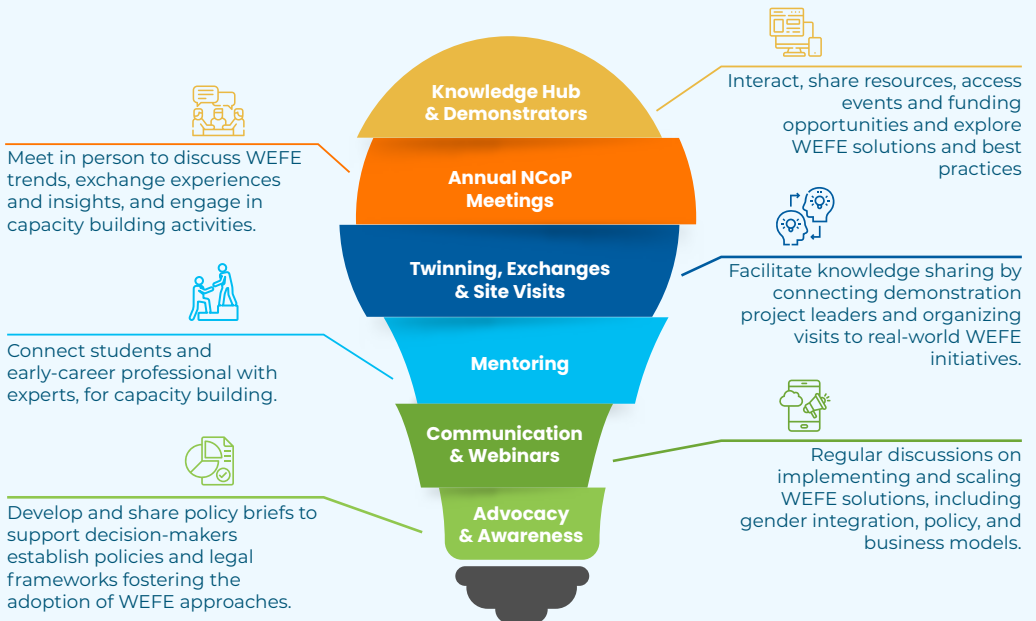 Knowledge Hub
& Demonstrators
Interact, share resources, access
events and funding
opportunities and explore
WEFE solutions and best
practices
Annual NCoP
Meetings
Meet in person to discuss WEFE
trends, exchange experiences
and insights, and engage in
capacity building activities.
Twinning, Exchanges
& Site Visits
Facilitate knowledge sharing by
connecting demonstration
project leaders and organizing
visits to real-world WEFE
initiatives.
Mentoring
Connect students and
early-career professional with
experts, for capacity building.
Communication
& Webinars
Regular discussions on
implementing and scaling
WEFE solutions, including
gender integration, policy, and
business models.
Advocacy
& Awareness
Develop and share policy briefs to
support decision-makers
establish policies and legal
frameworks fostering the
adoption of WEFE approaches.